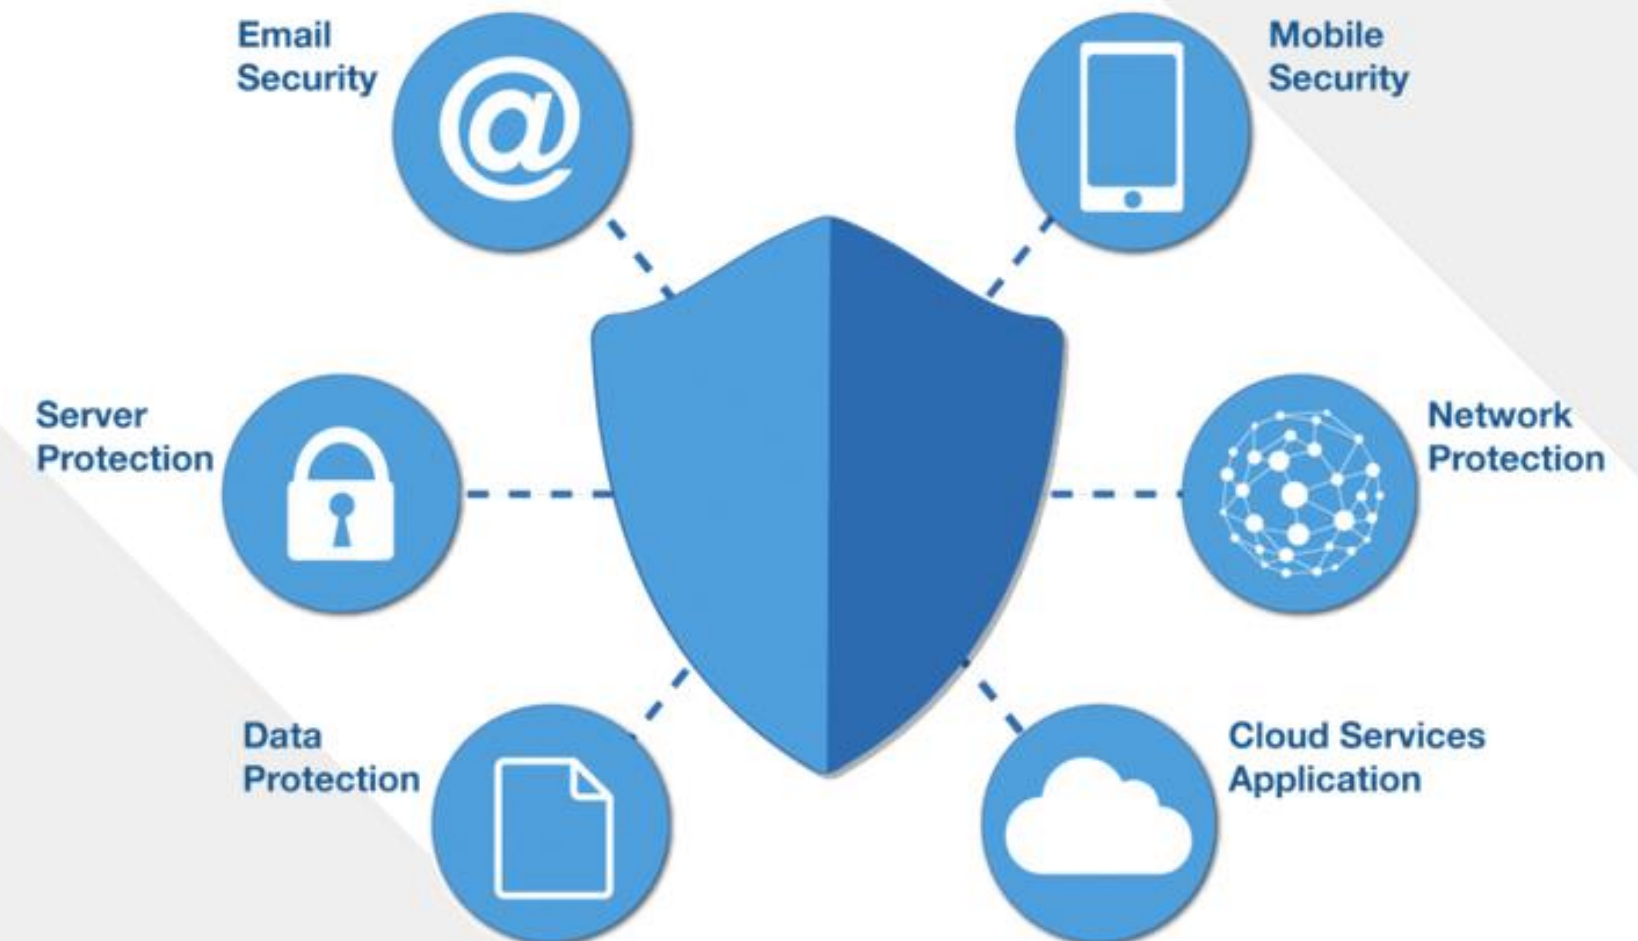 Email
Security
Mobile
Security
@
Server
Protection
Network
Protection
Data
Protection
Cloud Services
Application